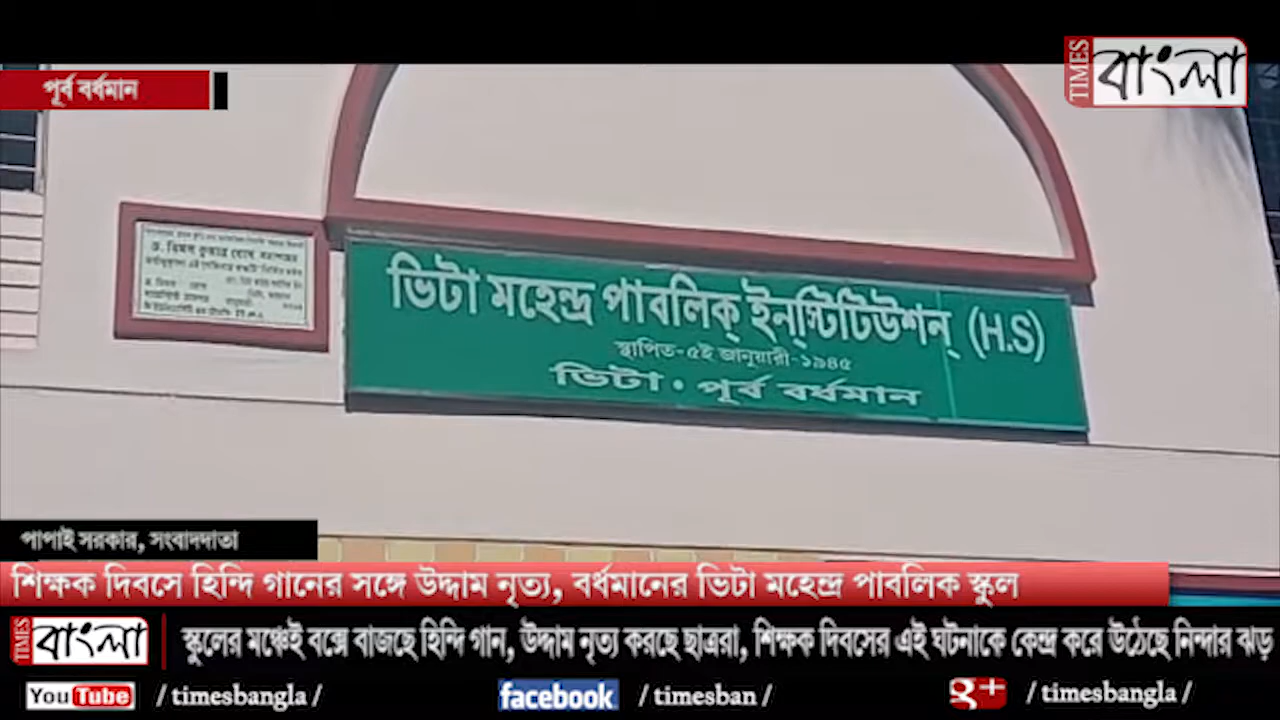 TIMES বাংলা
পূর্ব বর্ধমান
ভিটা মহেন্দ্র পাবলিক্ ইন্‌স্টিটিউশন্ (H.S)
স্থাপিত-৫ই জানুয়ারী-১৯৪৫
ভিটা • পূর্ব বর্ধমান
পাপাই সরকার, সংবাদদাতা
শিক্ষক দিবসে হিন্দি গানের সঙ্গে উদ্দাম নৃত্য, বর্ধমানের ভিটা মহেন্দ্র পাবলিক স্কুল
TIMES বাংলা স্কুলের মঞ্চেই বক্সে বাজছে হিন্দি গান, উদ্দাম নৃত্য করছে ছাত্ররা, শিক্ষক দিবসের এই ঘটনাকে কেন্দ্র করে উঠেছে নিন্দার ঝড়
YouTube / timesbangla / facebook / timesban / g+ / timesbangla /